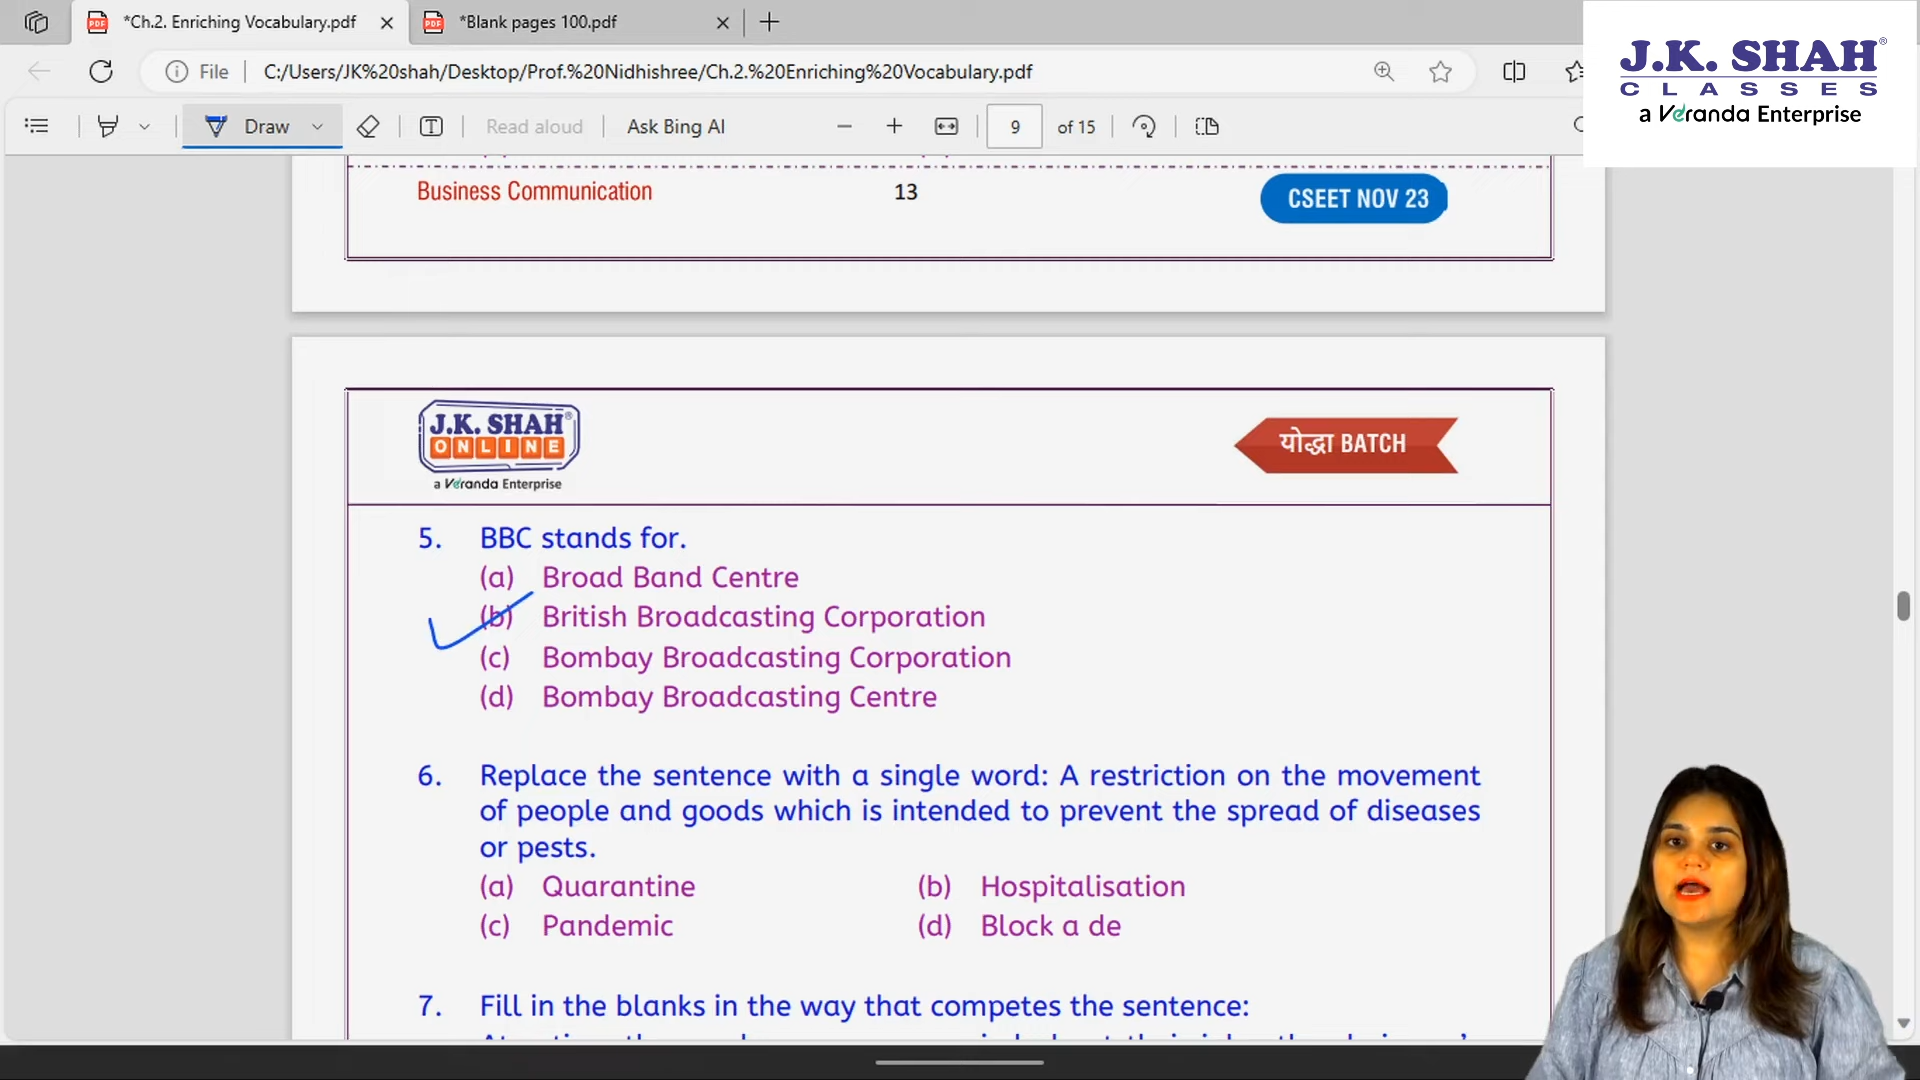 *Ch.2. Enriching Vocabulary.pdf
*Blank pages 100.pdf
File
C:/Users/JK%20shah/Desktop/Prof.%20Nidhishree/Ch.2.%20Enriching%20Vocabulary.pdf
J.K. SHAH®
CLASSES
a Veranda Enterprise
Draw
Read aloud
Ask Bing AI
9 of 15
Business Communication
13
CSEET NOV 23
J.K. SHAH®
ONLINE
a Veranda Enterprise
योद्धा BATCH
5. BBC stands for.
(a) Broad Band Centre
(b) British Broadcasting Corporation
(c) Bombay Broadcasting Corporation
(d) Bombay Broadcasting Centre
6. Replace the sentence with a single word: A restriction on the movement
of people and goods which is intended to prevent the spread of diseases
or pests.
(a) Quarantine (b) Hospitalisation
(c) Pandemic (d) Block a de
7. Fill in the blanks in the way that competes the sentence: